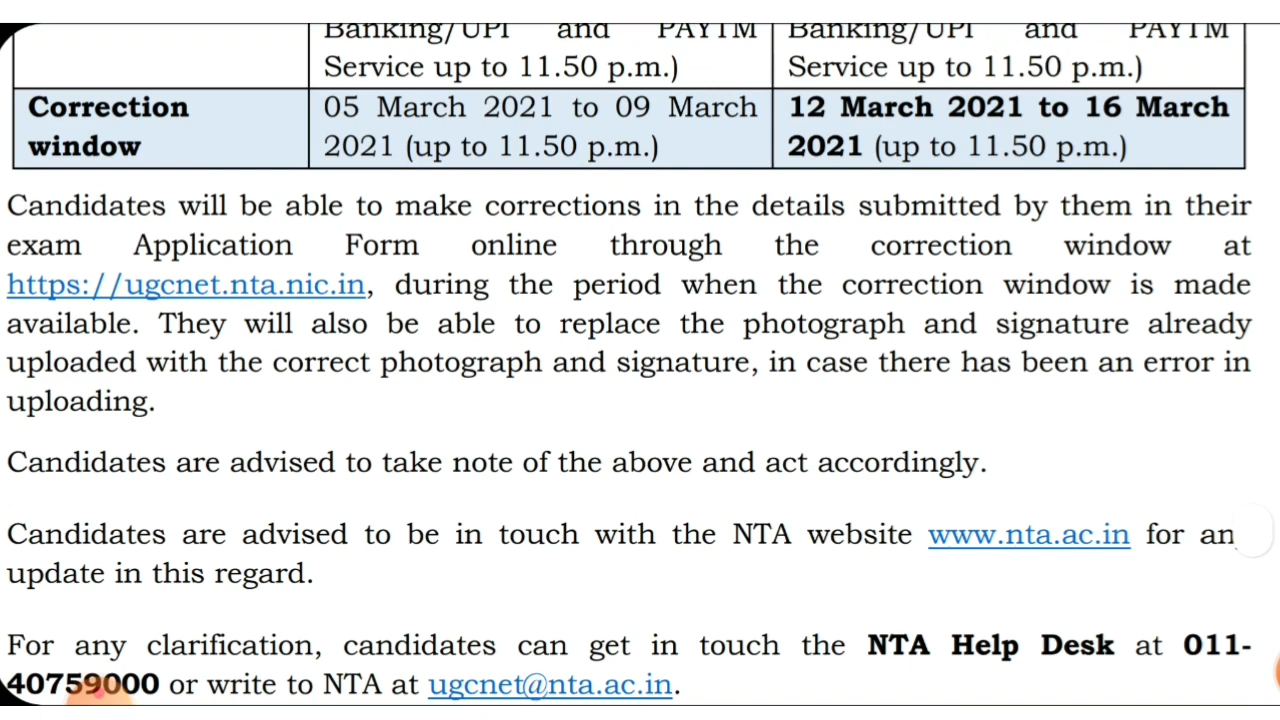 Banking/UPI and PAYTM
Service up to 11.50 p.m.)
Banking/UPI and PAYTM
Service up to 11.50 p.m.)
Correction
window
05 March 2021 to 09 March
2021 (up to 11.50 p.m.)
12 March 2021 to 16 March
2021 (up to 11.50 p.m.)
Candidates will be able to make corrections in the details submitted by them in their
exam Application Form online through the correction window at
https://ugcnet.nta.nic.in, during the period when the correction window is made
available. They will also be able to replace the photograph and signature already
uploaded with the correct photograph and signature, in case there has been an error in
uploading.
Candidates are advised to take note of the above and act accordingly.
Candidates are advised to be in touch with the NTA website www.nta.ac.in for an
update in this regard.
For any clarification, candidates can get in touch the NTA Help Desk at 011-
40759000 or write to NTA at ugcnet@nta.ac.in.